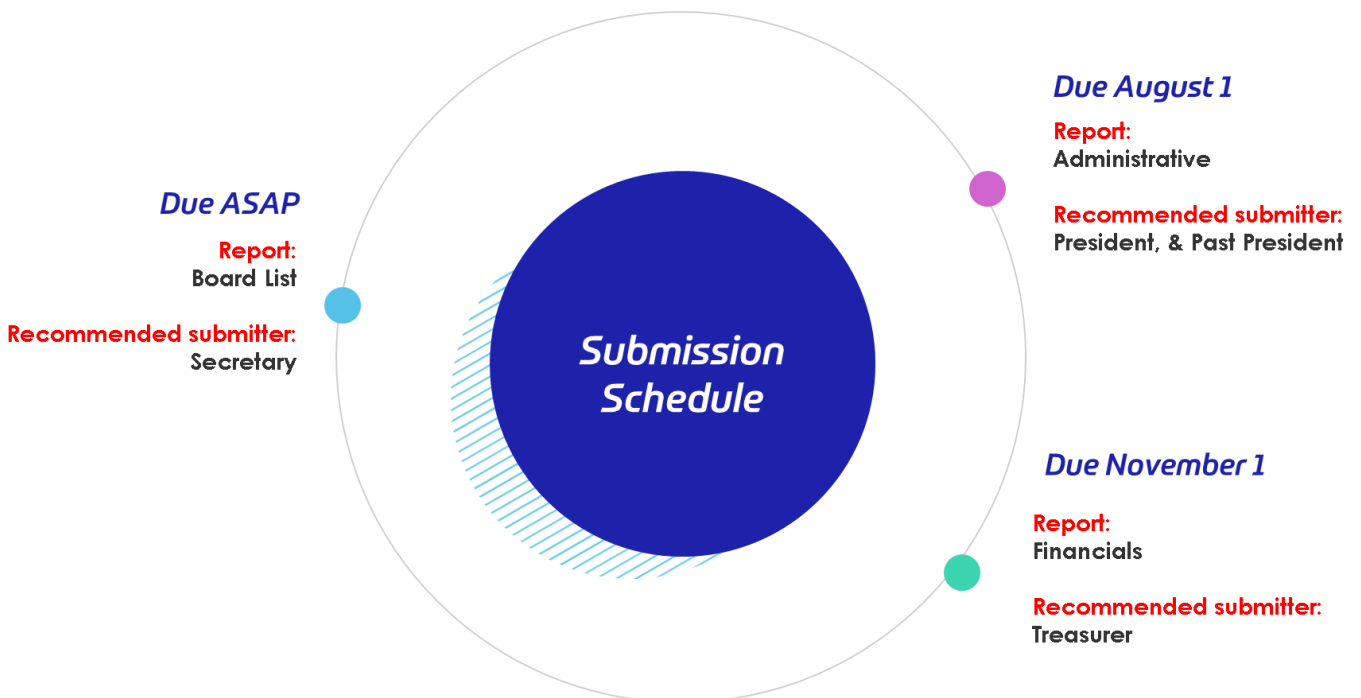 Submission
Schedule
Due ASAP
Report:
Board List
Recommended submitter:
Secretary
Due August 1
Report:
Administrative
Recommended submitter:
President, & Past President
Due November 1
Report:
Financials
Recommended submitter:
Treasurer